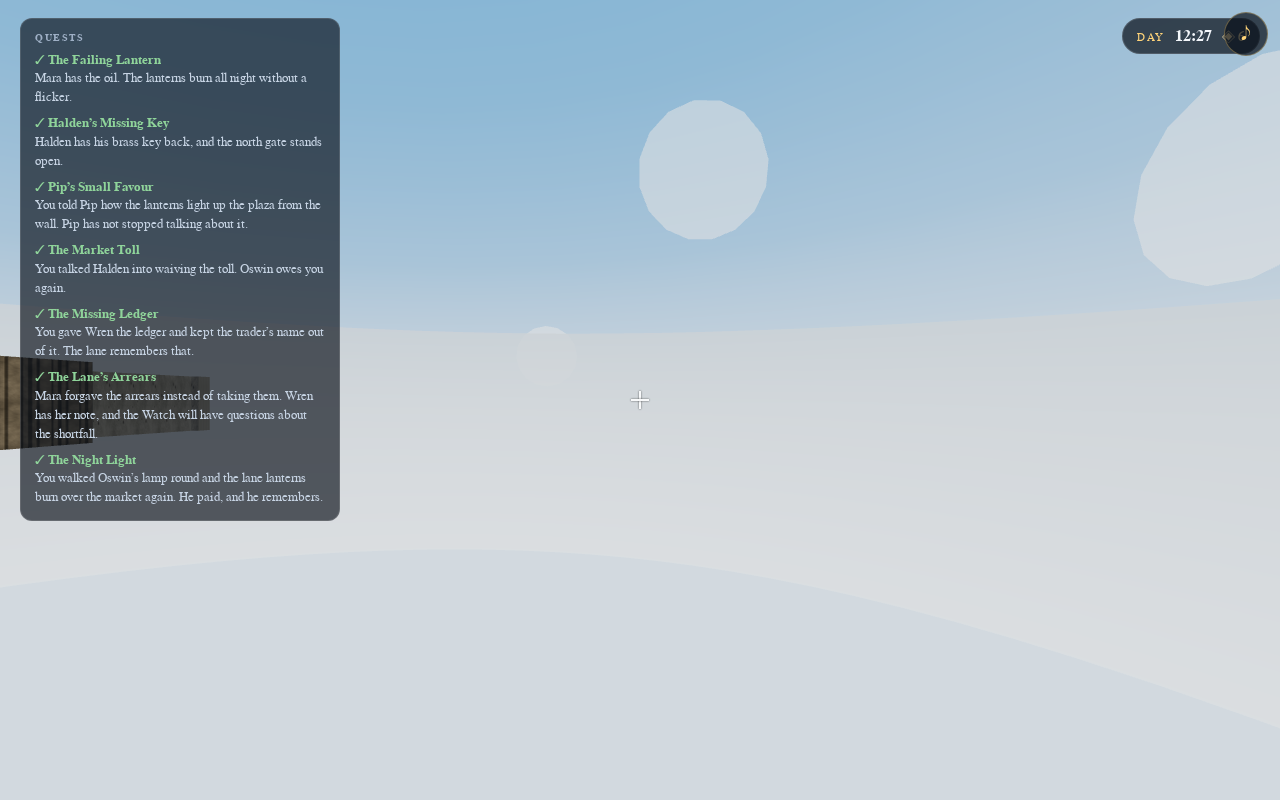 QUESTS
✓ The Failing Lantern
Mara has the oil. The lanterns burn all night without a
flicker.
✓ Halden’s Missing Key
Halden has his brass key back, and the north gate stands
open.
✓ Pip’s Small Favour
You told Pip how the lanterns light up the plaza from the
wall. Pip has not stopped talking about it.
✓ The Market Toll
You talked Halden into waiving the toll. Oswin owes you
again.
✓ The Missing Ledger
You gave Wren the ledger and kept the trader’s name out
of it. The lane remembers that.
✓ The Lane’s Arrears
Mara forgave the arrears instead of taking them. Wren
has her note, and the Watch will have questions about
the shortfall.
✓ The Night Light
You walked Oswin’s lamp round and the lane lanterns
burn over the market again. He paid, and he remembers.
DAY 12:27